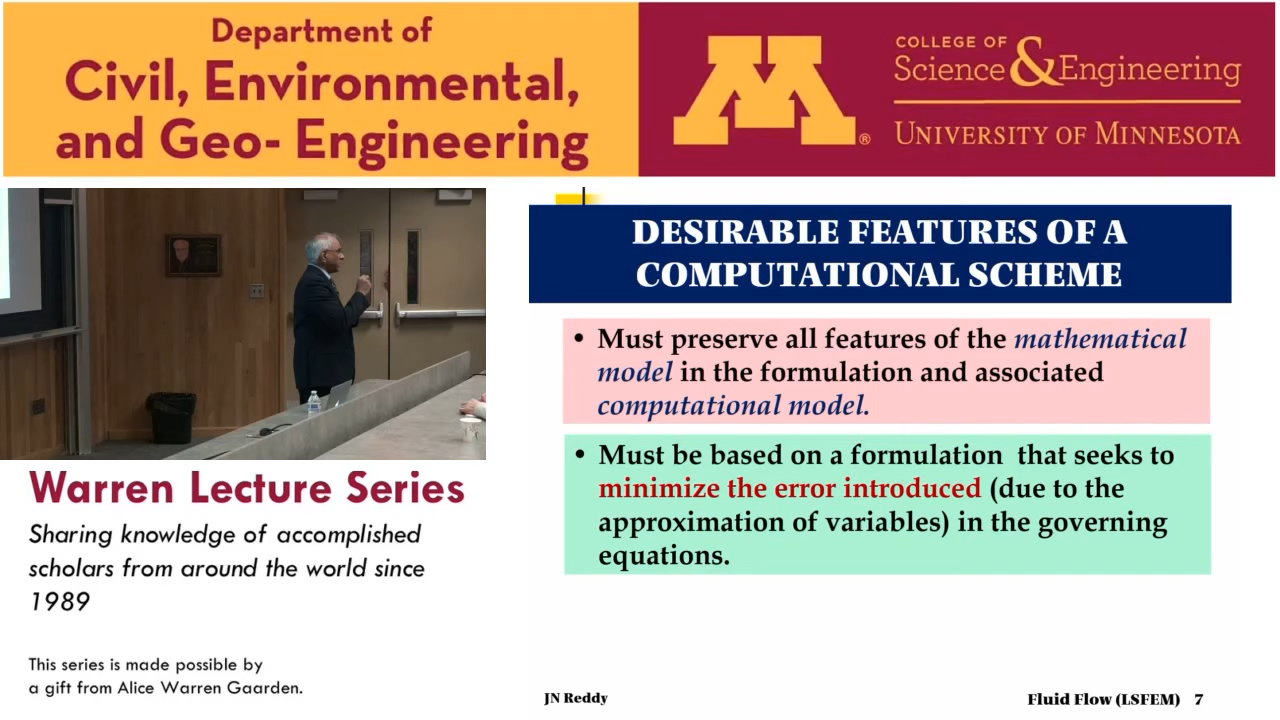 Department of
Civil, Environmental,
and Geo- Engineering
M®
COLLEGE OF
Science & Engineering
UNIVERSITY OF MINNESOTA
DESIRABLE FEATURES OF A
COMPUTATIONAL SCHEME
• Must preserve all features of the mathematical
model in the formulation and associated
computational model.
• Must be based on a formulation that seeks to
minimize the error introduced (due to the
approximation of variables) in the governing
equations.
JN Reddy
Fluid Flow (LSFEM) 7
Warren Lecture Series
Sharing knowledge of accomplished
scholars from around the world since
1989
This series is made possible by
a gift from Alice Warren Gaarden.